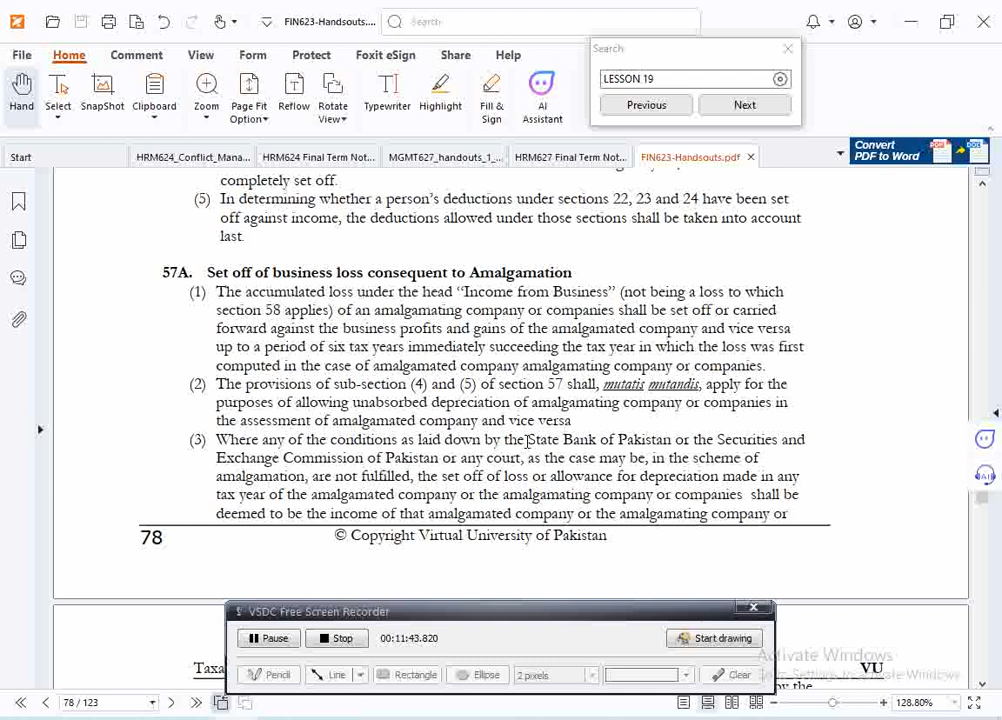 FIN623-Handsouts....
Search
File Home Comment View Form Protect Foxit eSign Share Help
Search
LESSON 19
Previous Next
Hand Select SnapShot Clipboard Zoom Page Fit Option Reflow Rotate View Typewriter Highlight Fill & Sign AI Assistant
Start HRM624_Conflict_Mana... HRM624 Final Term Not... MGMT627_handouts_1_... HRM627 Final Term Not... FIN623-Handsouts.pdf
Convert PDF to Word
completely set off.
(5) In determining whether a person's deductions under sections 22, 23 and 24 have been set
off against income, the deductions allowed under those sections shall be taken into account
last.
57A. Set off of business loss consequent to Amalgamation
(1) The accumulated loss under the head "Income from Business" (not being a loss to which
section 58 applies) of an amalgamating company or companies shall be set off or carried
forward against the business profits and gains of the amalgamated company and vice versa
up to a period of six tax years immediately succeeding the tax year in which the loss was first
computed in the case of amalgamated company amalgamating company or companies.
(2) The provisions of sub-section (4) and (5) of section 57 shall, mutatis mutandis, apply for the
purposes of allowing unabsorbed depreciation of amalgamating company or companies in
the assessment of amalgamated company and vice versa
(3) Where any of the conditions as laid down by the State Bank of Pakistan or the Securities and
Exchange Commission of Pakistan or any court, as the case may be, in the scheme of
amalgamation, are not fulfilled, the set off of loss or allowance for depreciation made in any
tax year of the amalgamated company or the amalgamating company or companies shall be
deemed to be the income of that amalgamated company or the amalgamating company or
78 © Copyright Virtual University of Pakistan
VSDC Free Screen Recorder
Pause Stop 00:11:43.820 Start drawing
Pencil Line Rectangle Ellipse 2 pixels Clear
Activate Windows
Go to Settings to activate Windows.
Taxa VU
by the
78 / 123 128.80%